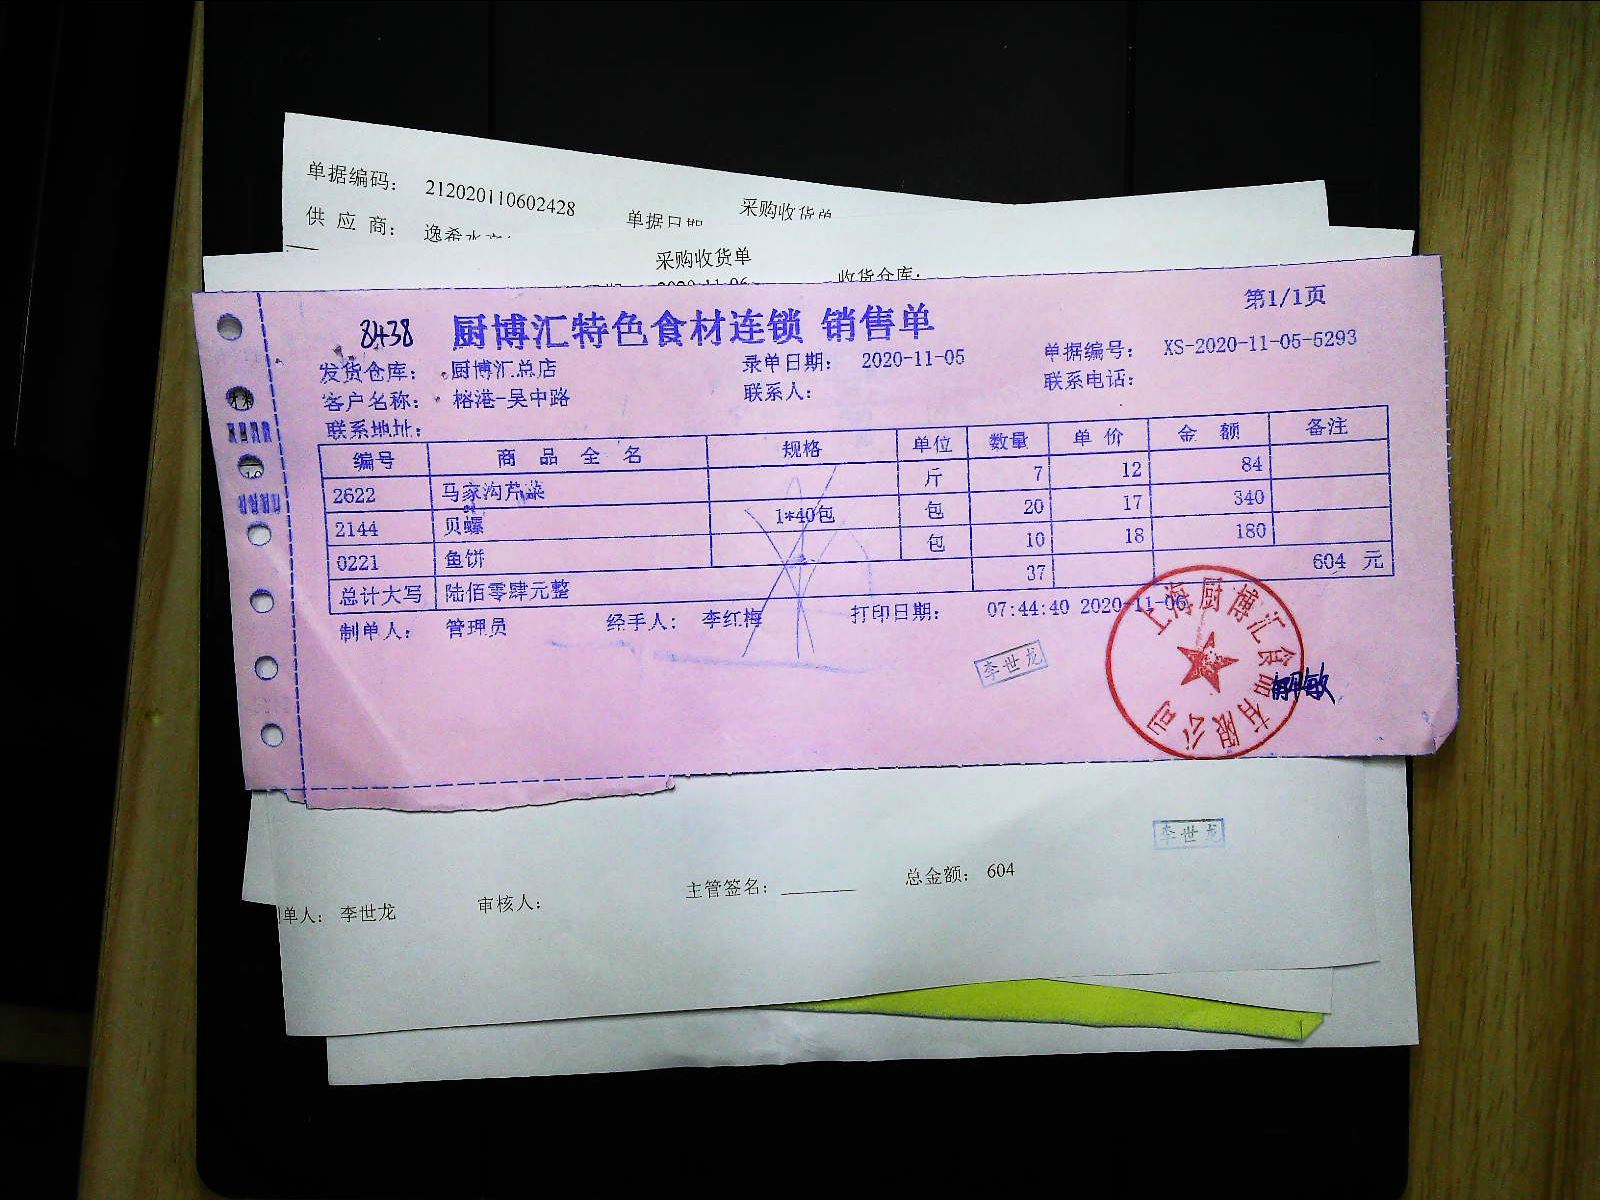 单据编码： 212020110602428 单据日期 采购收货单
供 应 商： 逸希水产
采购收货单
2020-11-06 收货仓库：
8438 厨博汇特色食材连锁 销售单 第1/1页
发货仓库： 厨博汇总店 录单日期： 2020-11-05 单据编号： XS-2020-11-05-5293
客户名称： 榕港-吴中路 联系人： 联系电话：
联系地址：
编号 商 品 全 名 规格 单位 数量 单 价 金 额 备注
2622 马家沟芹菜 斤 7 12 84
2144 贝螺 1*40包 包 20 17 340
0221 鱼饼 包 10 18 180
总计大写 陆佰零肆元整 37 604 元
制单人： 管理员 经手人： 李红梅 打印日期： 07:44:40 2020-11-06
李世龙
上海厨博汇食品有限公司
李世龙
单人： 李世龙 审核人： 主管签名： 总金额： 604